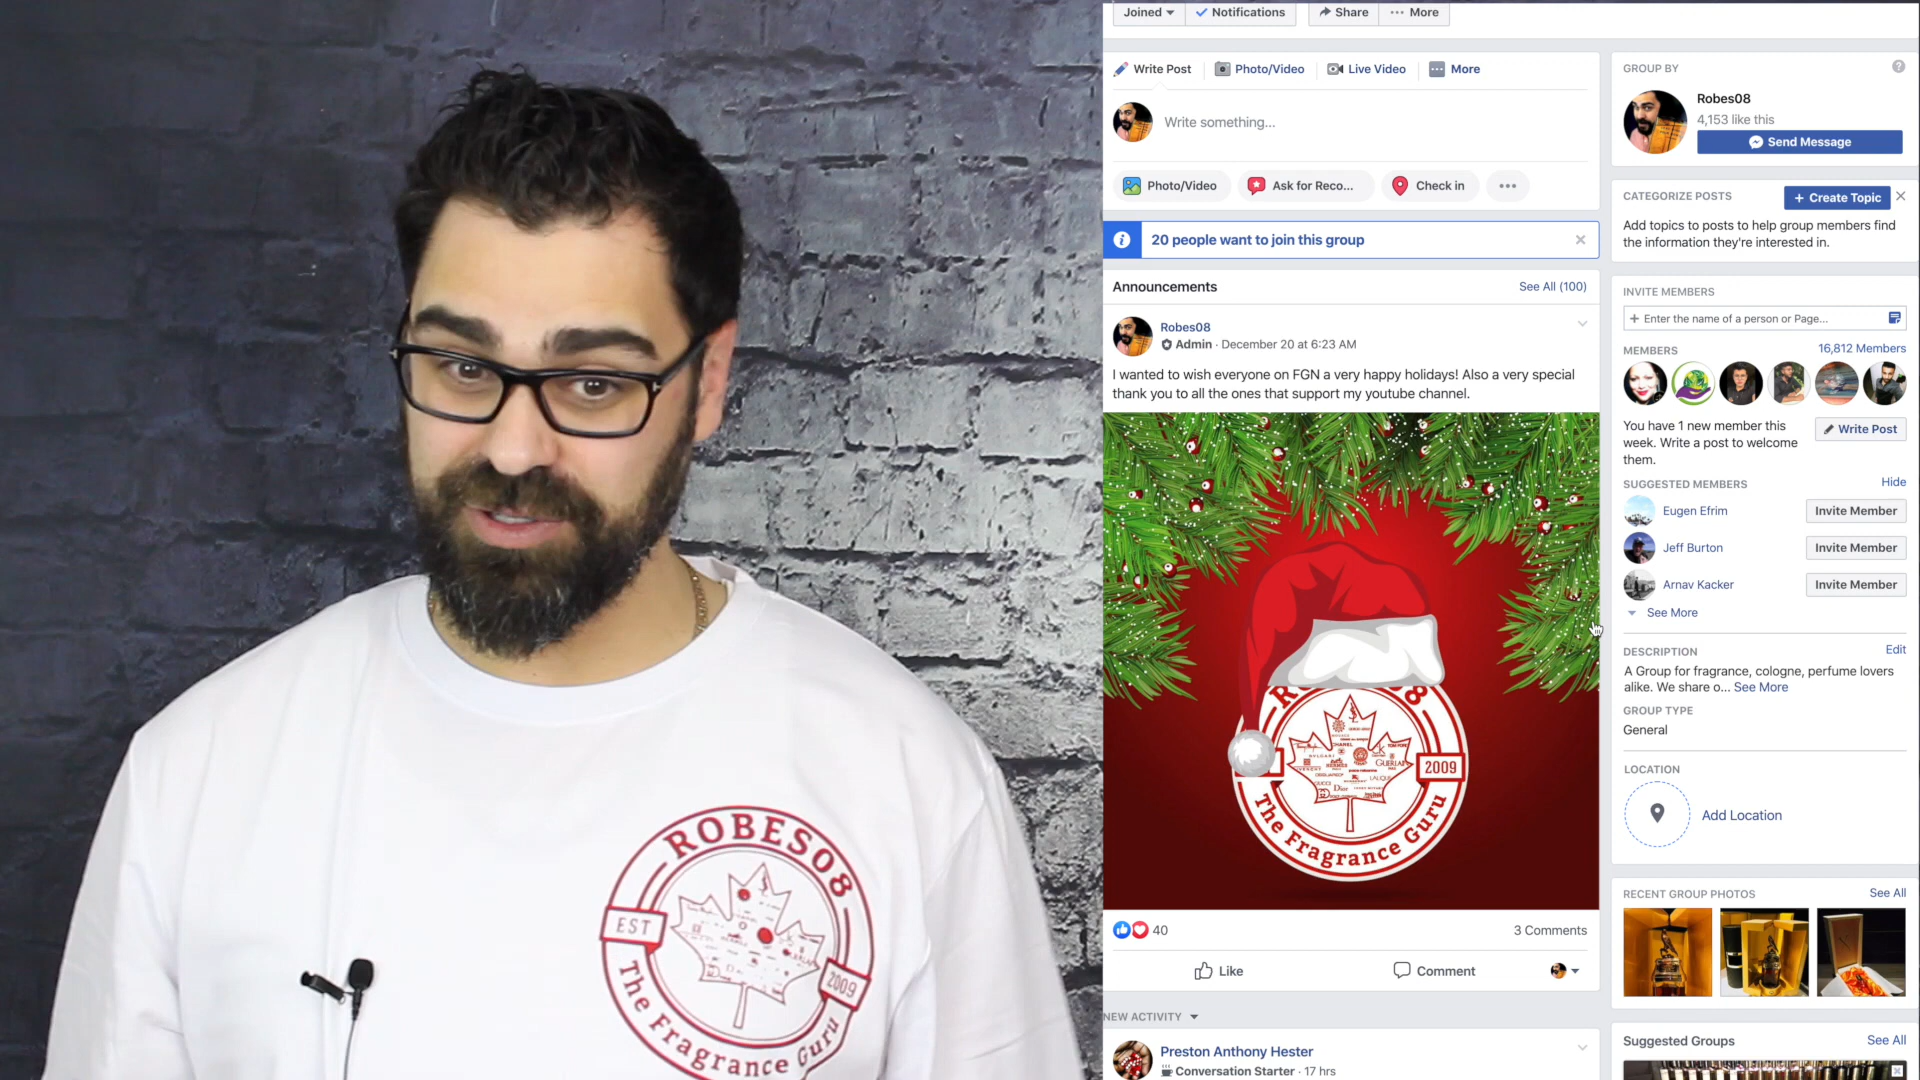 Joined
Notifications
Share
More
Write Post
Photo/Video
Live Video
More
Write something...
Photo/Video
Ask for Reco...
Check in
20 people want to join this group
Announcements
See All (100)
Robes08
Admin · December 20 at 6:23 AM
I wanted to wish everyone on FGN a very happy holidays! Also a very special
thank you to all the ones that support my youtube channel.
2009
The Fragrance Guru
CHANEL
TOM FORD
BVLGARI
GUERLAIN
LALIQUE
GUCCI
Dior
40
3 Comments
Like
Comment
NEW ACTIVITY
Preston Anthony Hester
Conversation Starter · 17 hrs
GROUP BY
Robes08
4,153 like this
Send Message
CATEGORIZE POSTS
+ Create Topic
Add topics to posts to help group members find
the information they're interested in.
INVITE MEMBERS
+ Enter the name of a person or Page...
MEMBERS
16,812 Members
You have 1 new member this
week. Write a post to welcome
them.
Write Post
SUGGESTED MEMBERS
Hide
Eugen Efrim
Invite Member
Jeff Burton
Invite Member
Arnav Kacker
Invite Member
See More
DESCRIPTION
Edit
A Group for fragrance, cologne, perfume lovers
alike. We share o... See More
GROUP TYPE
General
LOCATION
Add Location
RECENT GROUP PHOTOS
See All
Suggested Groups
See All
ROBES08
EST
2009
The Fragrance Guru